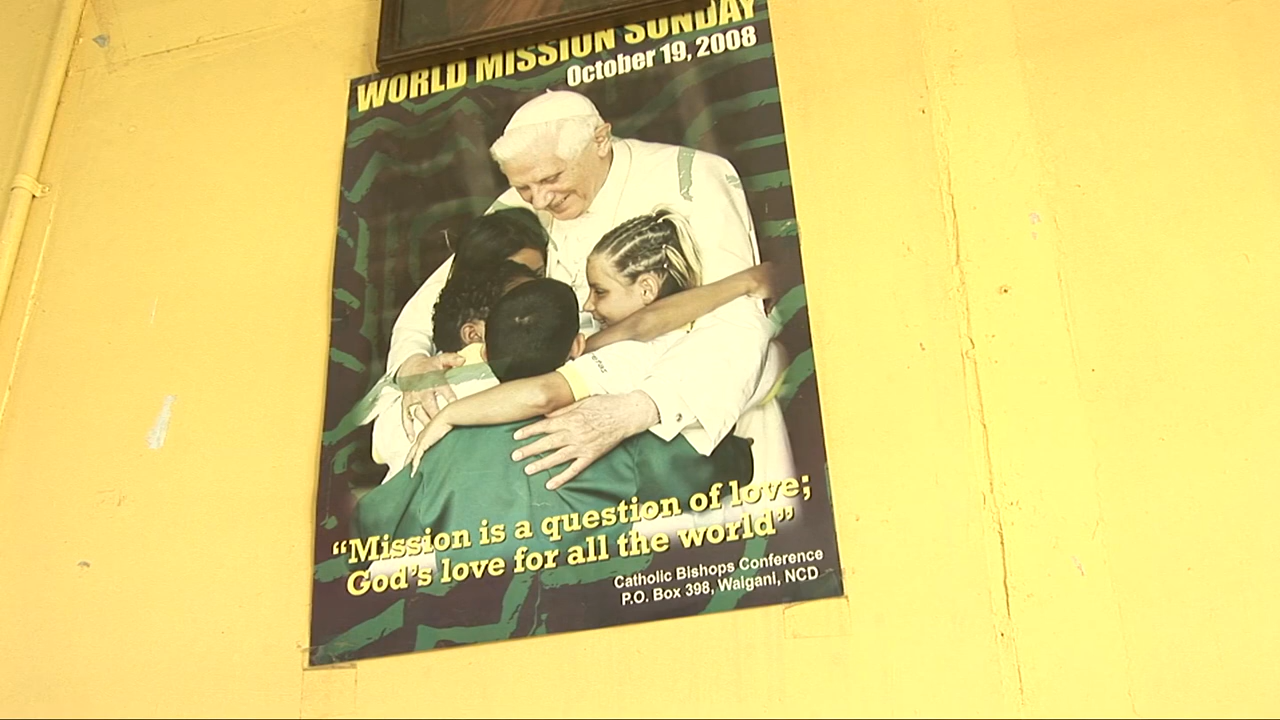 WORLD MISSION SUNDAY
October 19, 2008
“Mission is a question of love;
God’s love for all the world”
Catholic Bishops Conference
P.O. Box 398, Waigani, NCD